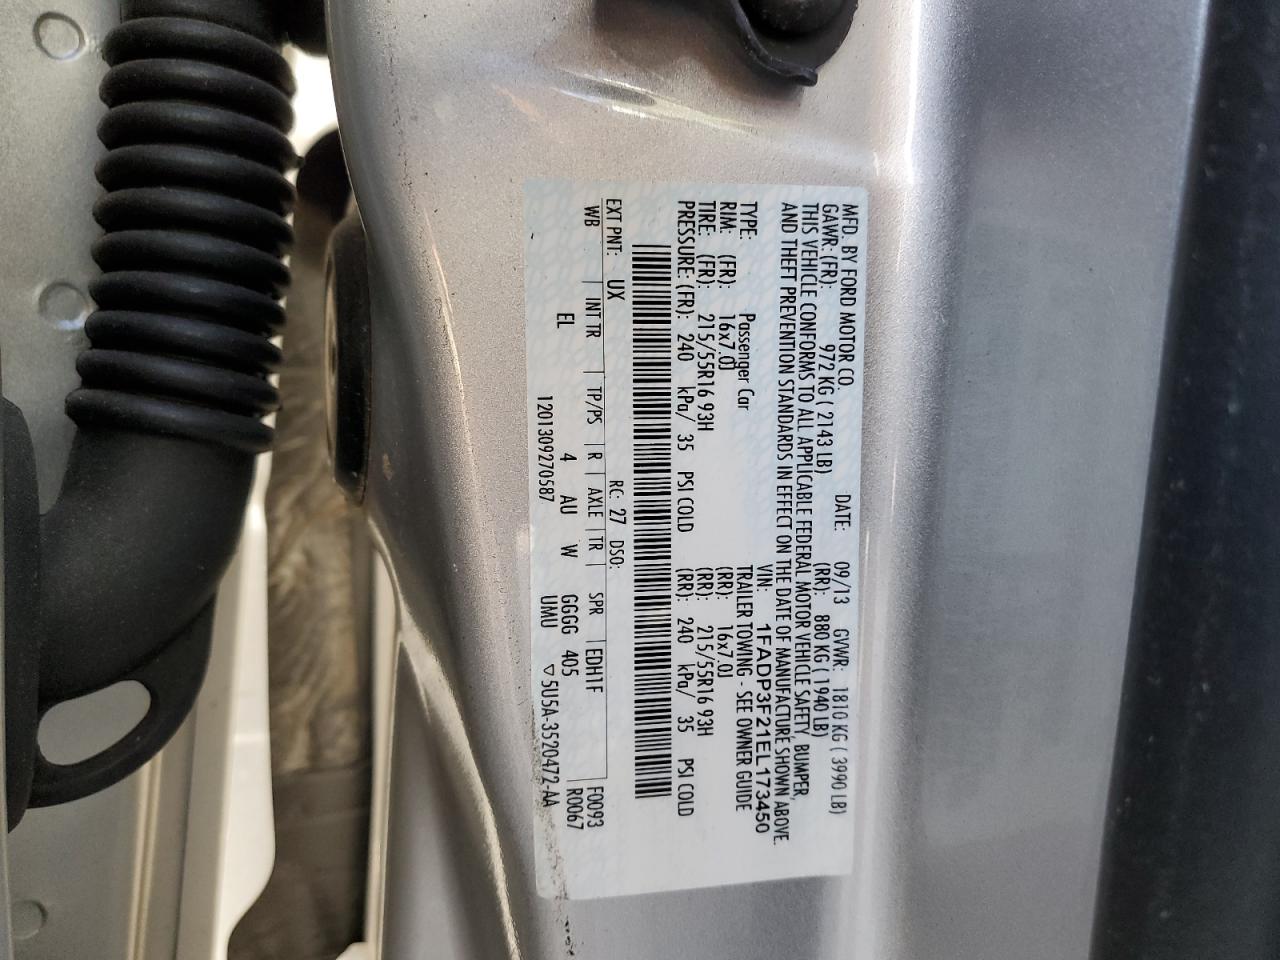 MFD. BY FORD MOTOR CO. DATE: 09/13 GVWR: 1810 KG ( 3990 LB)
GAWR: (FR): 972 KG ( 2143 LB) (RR): 880 KG ( 1940 LB)
THIS VEHICLE CONFORMS TO ALL APPLICABLE FEDERAL MOTOR VEHICLE SAFETY, BUMPER,
AND THEFT PREVENTION STANDARDS IN EFFECT ON THE DATE OF MANUFACTURE SHOWN ABOVE.
VIN: 1FADP3F21EL173450
TYPE: Passenger Car TRAILER TOWING - SEE OWNER GUIDE
RIM: (FR): 16x7.0J (RR): 16x7.0J
TIRE: (FR): 215/55R16 93H (RR): 215/55R16 93H
PRESSURE: (FR): 240 kPa/ 35 PSI COLD (RR): 240 kPa/ 35 PSI COLD
EXT PNT: UX RC: 27 DSO:
WB INT TR TP/PS R AXLE TR SPR EDH1F F0093
EL 4 AU W GGGG 405 R0067
1201309270587 UMU ▽5U5A-3520472-AA